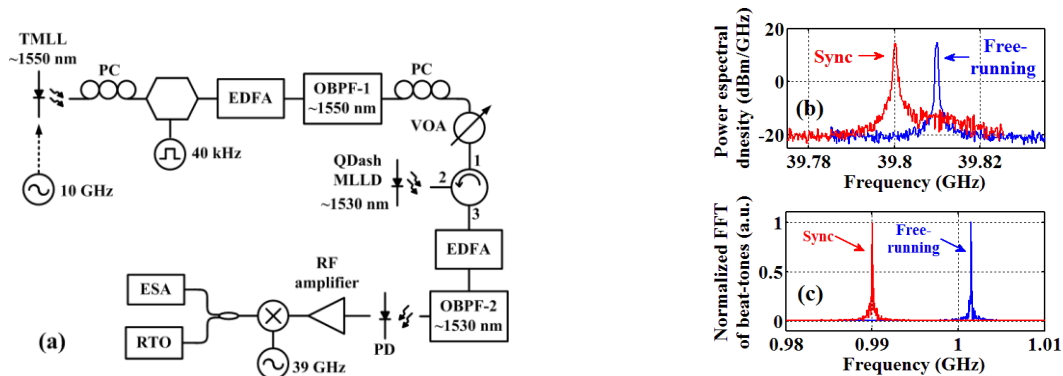 TMLL
~1550 nm
PC
EDFA
OBPF-1
~1550 nm
PC
VOA
40 kHz
10 GHz
QDash
MLLD
~1530 nm
1
2
3
EDFA
OBPF-2
~1530 nm
PD
RF
amplifier
39 GHz
ESA
RTO
(a)
Power espectral
dnesity (dBm/GHz)
20
0
-20
Sync
Free-
running
(b)
39.78 39.8 39.82
Frequency (GHz)
Normalized FFT
of beat-tones (a.u.)
1
0.5
0
Sync
Free-
running
(c)
0.98 0.99 1 1.01
Frequency (GHz)